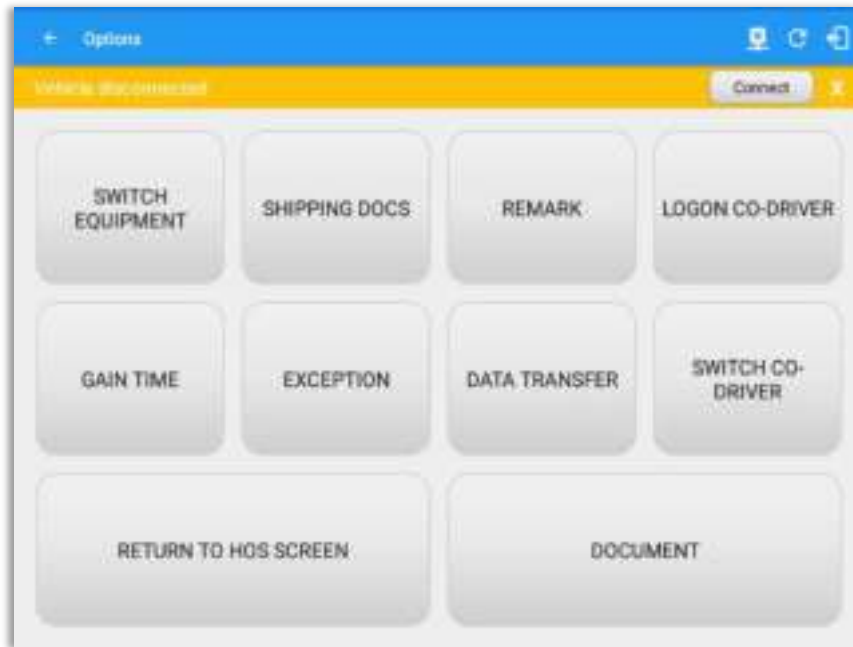 Options
Vehicle disconnected
Connect
X
SWITCH
EQUIPMENT
SHIPPING DOCS
REMARK
LOGON CO-DRIVER
GAIN TIME
EXCEPTION
DATA TRANSFER
SWITCH CO-
DRIVER
RETURN TO HOS SCREEN
DOCUMENT